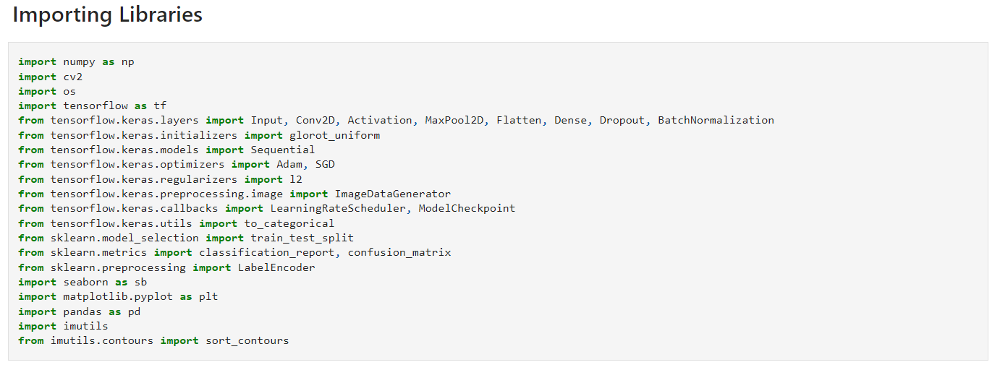 Importing Libraries
import numpy as np
import cv2
import os
import tensorflow as tf
from tensorflow.keras.layers import Input, Conv2D, Activation, MaxPool2D, Flatten, Dense, Dropout, BatchNormalization
from tensorflow.keras.initializers import glorot_uniform
from tensorflow.keras.models import Sequential
from tensorflow.keras.optimizers import Adam, SGD
from tensorflow.keras.regularizers import l2
from tensorflow.keras.preprocessing.image import ImageDataGenerator
from tensorflow.keras.callbacks import LearningRateScheduler, ModelCheckpoint
from tensorflow.keras.utils import to_categorical
from sklearn.model_selection import train_test_split
from sklearn.metrics import classification_report, confusion_matrix
from sklearn.preprocessing import LabelEncoder
import seaborn as sb
import matplotlib.pyplot as plt
import pandas as pd
import imutils
from imutils.contours import sort_contours